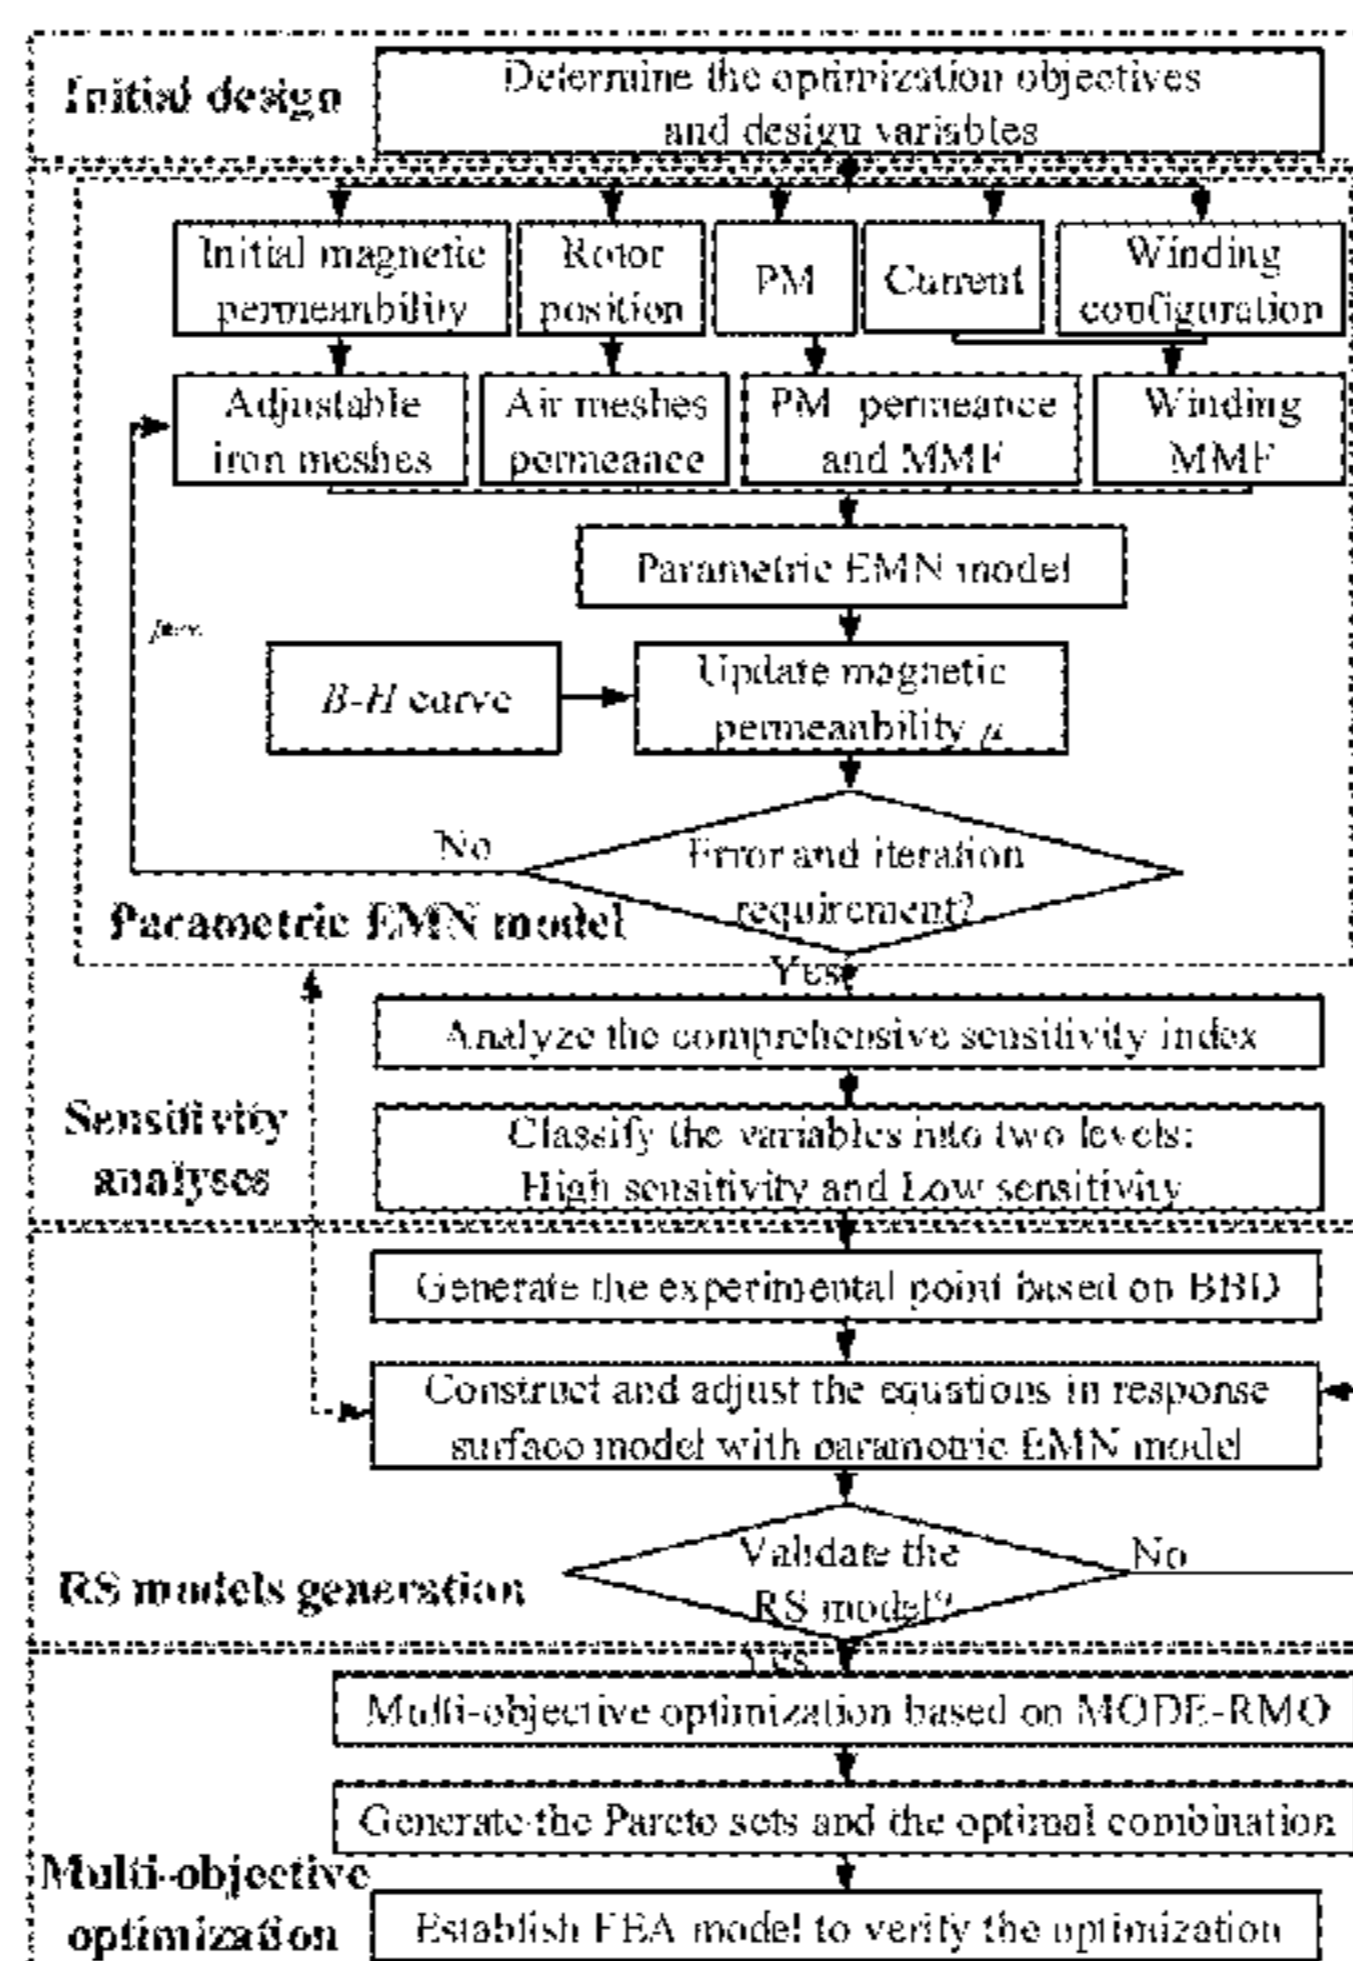 Initial design
Determine the optimization objectives
and design variables
Initial magnetic
permeanbility
Rotor
position
PM
Current
Winding
configuration
Adjustable
iron meshes
Air meshes
permeance
PM permeance
and MMF
Winding
MMF
Parametric EMN model
B-H curve
Update magnetic
permeanbility μ
No
Error and iteration
requirement?
Parametric EMN model
Yes
Analyze the comprehensive sensitivity index
Sensitivity
analyses
Classify the variables into two levels:
High sensitivity and Low sensitivity
Generate the experimental point based on BBD
Construct and adjust the equations in response
surface model with parametric EMN model
Validate the
RS model?
No
RS models generation
Yes
Multi-objective optimization based on MODE-RMO
Generate the Pareto sets and the optimal combination
Multi-objective
optimization
Establish FEA model to verify the optimization